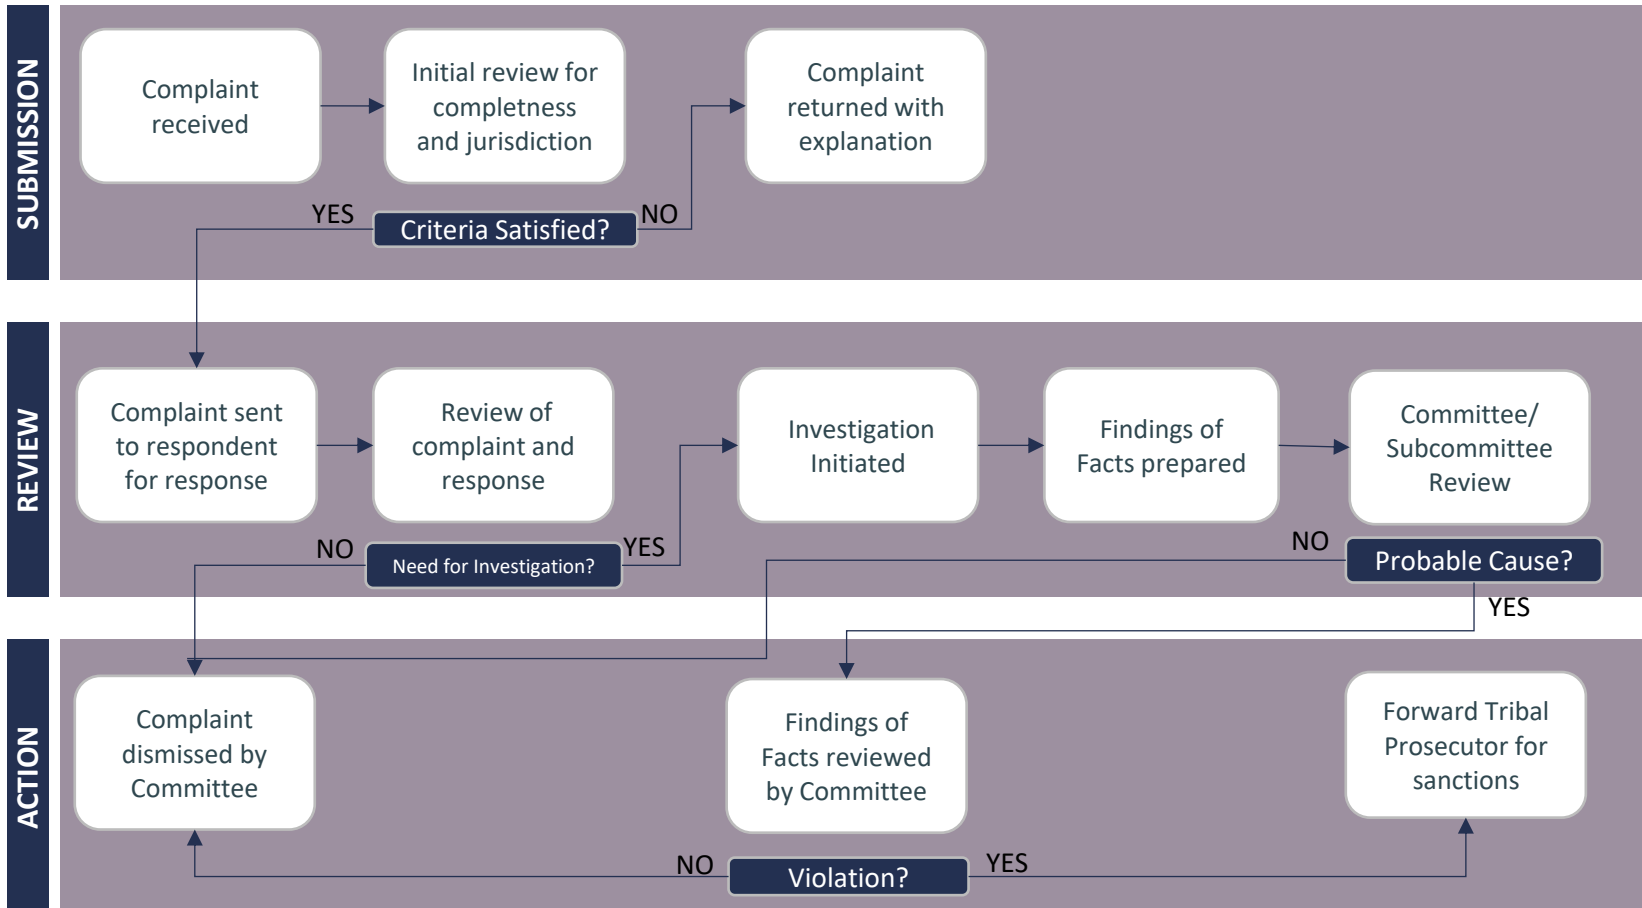 SUBMISSION
Complaint
received
Initial review for
completness
and jurisdiction
Complaint
returned with
explanation
YES
Criteria Satisfied?
NO
REVIEW
Complaint sent
to respondent
for response
Review of
complaint and
response
Investigation
Initiated
Findings of
Facts prepared
Committee/
Subcommittee
Review
NO
Need for Investigation?
YES
NO
Probable Cause?
YES
ACTION
Complaint
dismissed by
Committee
Findings of
Facts reviewed
by Committee
Forward Tribal
Prosecutor for
sanctions
NO
Violation?
YES